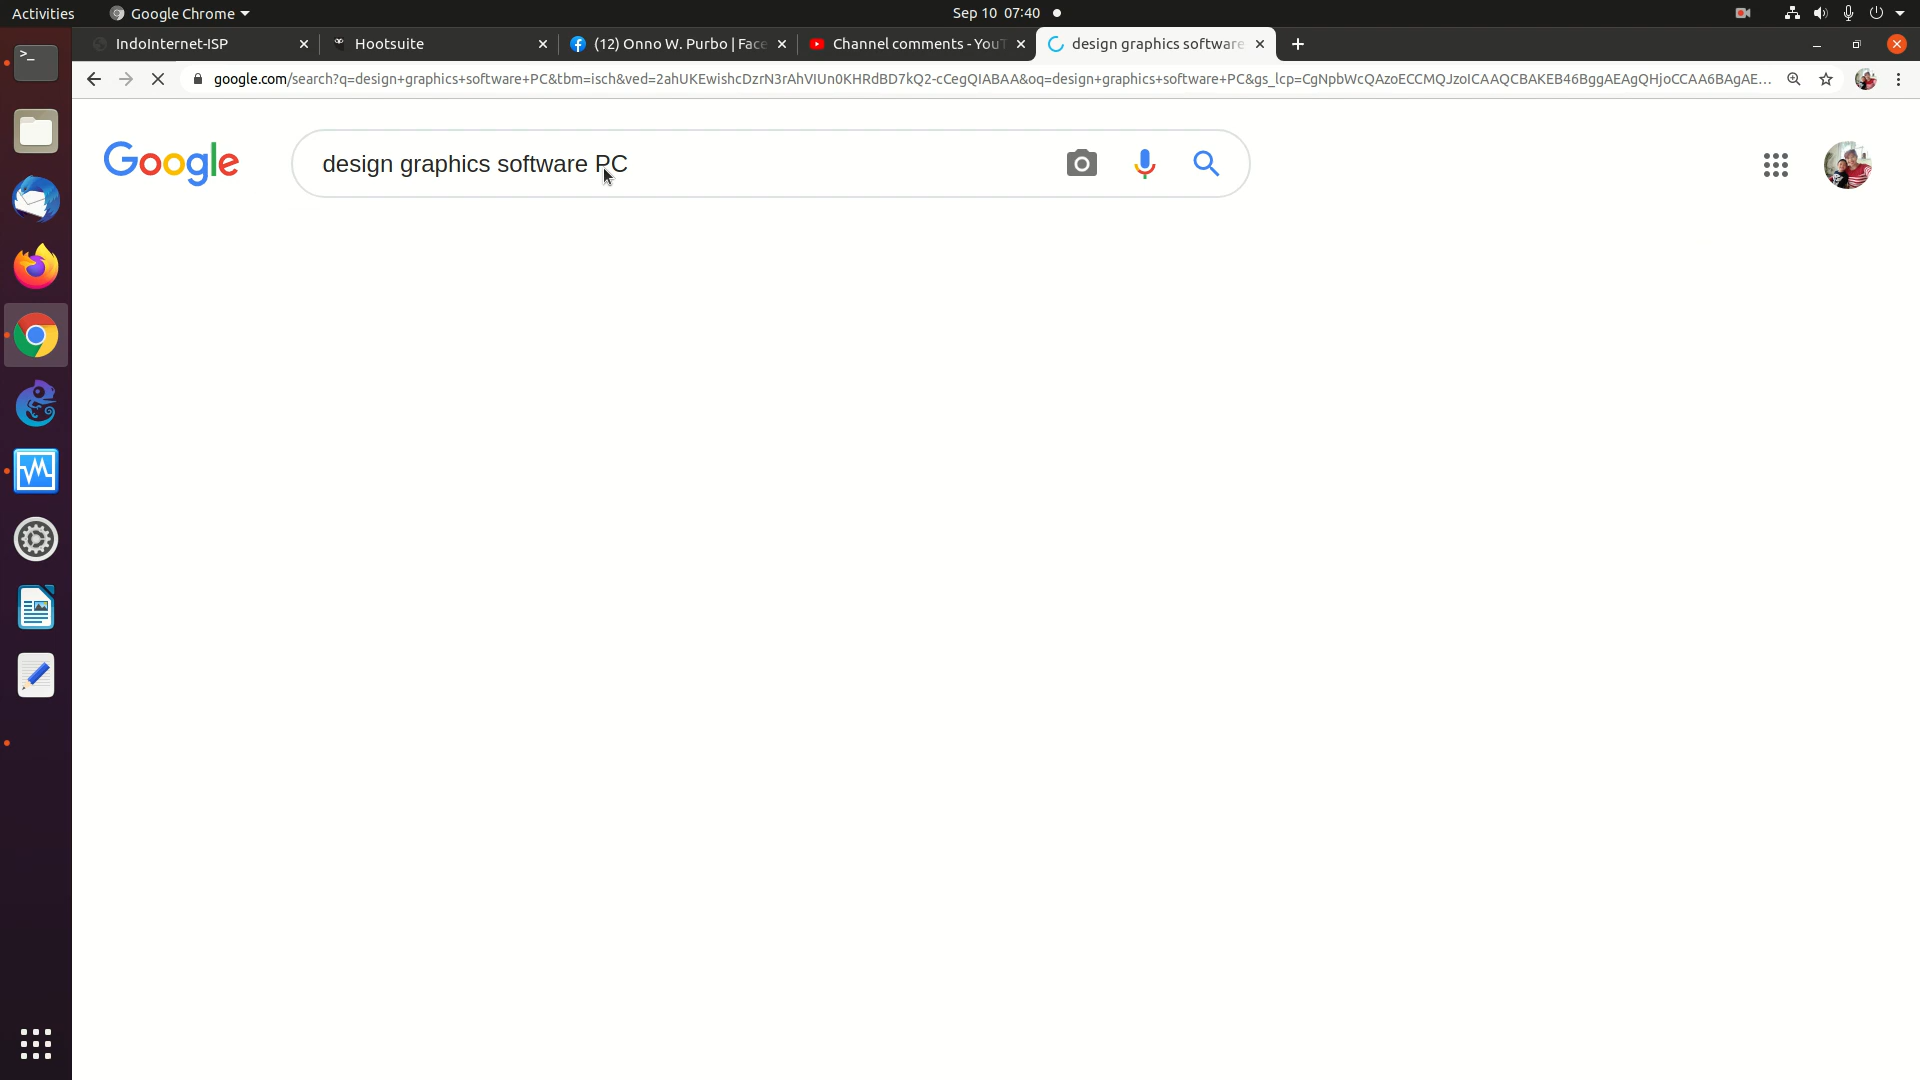 Activities
Google Chrome
Sep 10 07:40
IndoInternet-ISP
Hootsuite
(12) Onno W. Purbo | Face
Channel comments - YouT
design graphics software
google.com/search?q=design+graphics+software+PC&tbm=isch&ved=2ahUKEwishcDzrN3rAhVIUn0KHRdBD7kQ2-cCegQIABAA&oq=design+graphics+software+PC&gs_lcp=CgNpbWcQAzoECCMQJzoICAAQCBAKEB46BggAEAgQHjoCCAA6BAgAE...
Google
design graphics software PC